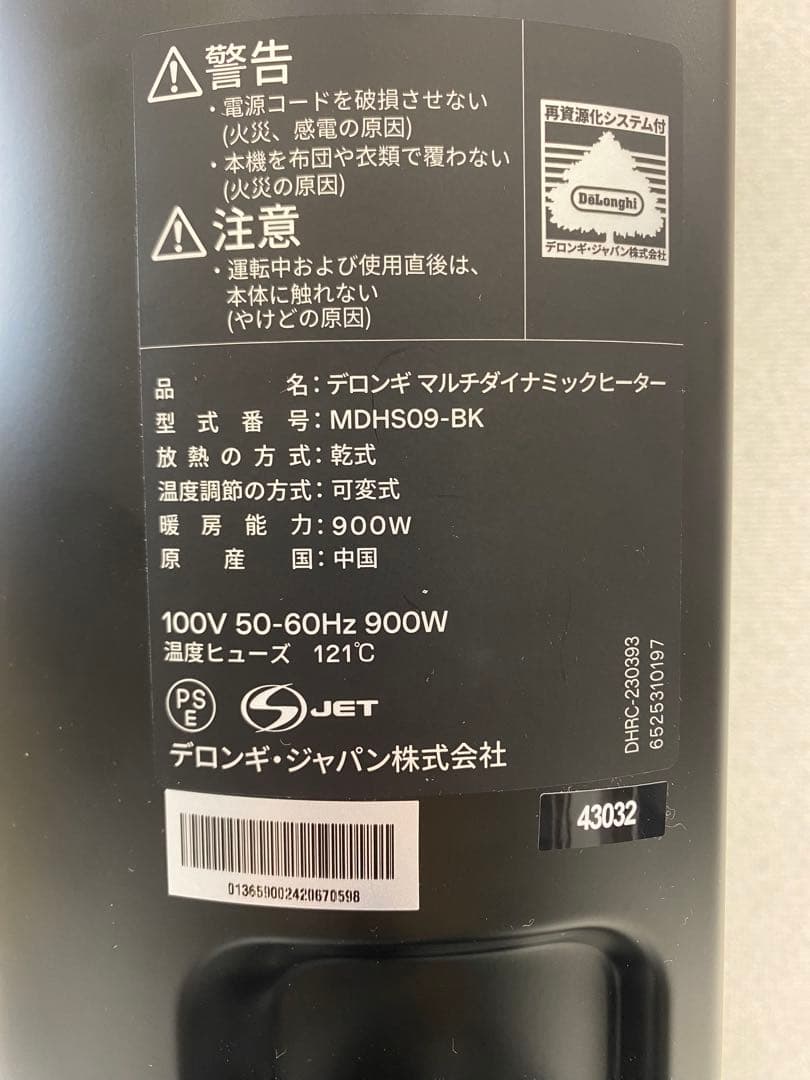 警告
・電源コードを破損させない
(火災、感電の原因)
・本機を布団や衣類で覆わない
(火災の原因)
注意
・運転中および使用直後は、
本体に触れない
(やけどの原因)
再資源化システム付
DeLonghi
デロンギ・ジャパン株式会社
品名：デロンギ マルチダイナミックヒーター
型式番号：MDHS09-BK
放熱の方式：乾式
温度調節の方式：可変式
暖房能力：900W
原産国：中国
100V 50-60Hz 900W
温度ヒューズ 121℃
PS
E
S JET
デロンギ・ジャパン株式会社
DHRC-230393
6525310197
013659002420670598
43032